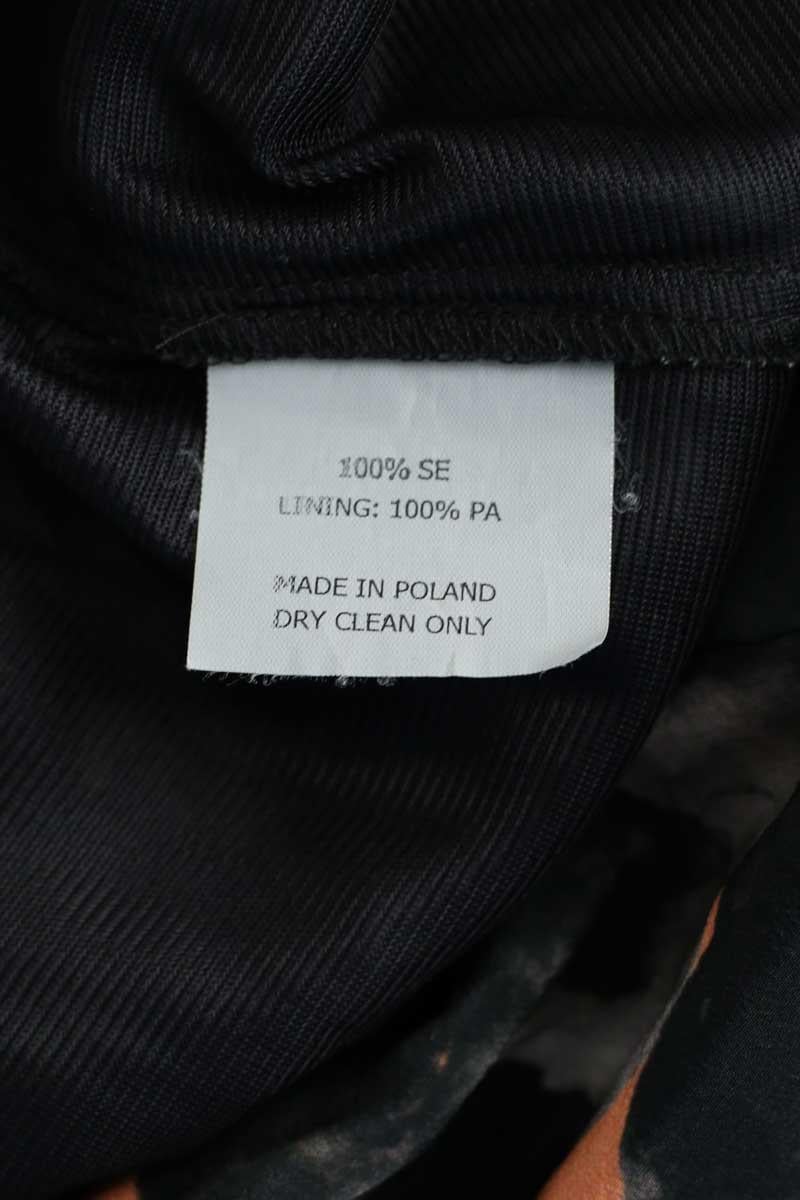 100% SE
LINING: 100% PA
MADE IN POLAND
DRY CLEAN ONLY